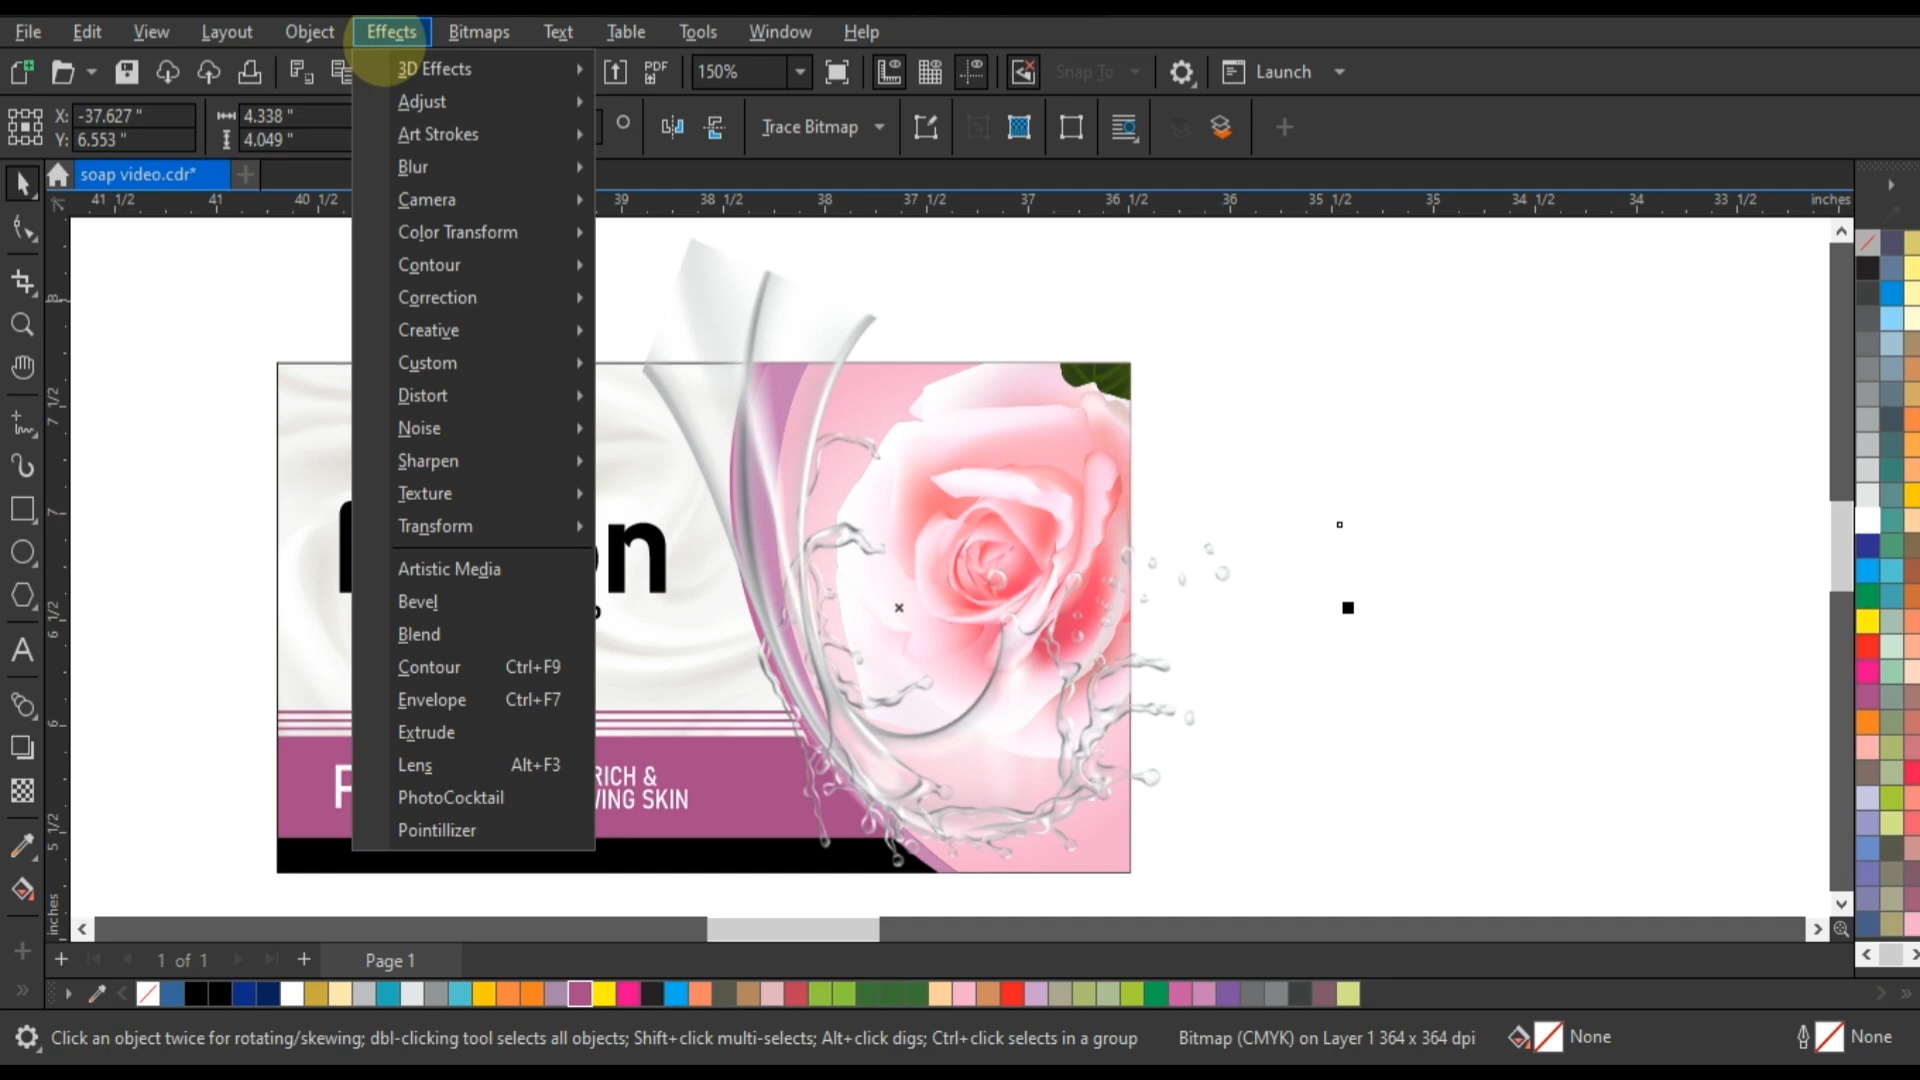 File Edit View Layout Object Effects Bitmaps Text Table Tools Window Help
PDF 150% Snap To Launch
X: -37.627 " 4.338 "
Y: 6.553 " 4.049 "
Trace Bitmap
soap video.cdr*
41 1/2 41 40 1/2 39 38 1/2 38 37 1/2 37 36 1/2 36 35 1/2 35 34 1/2 34 33 1/2 inches
3D Effects
Adjust
Art Strokes
Blur
Camera
Color Transform
Contour
Correction
Creative
Custom
Distort
Noise
Sharpen
Texture
Transform
Artistic Media
Bevel
Blend
Contour Ctrl+F9
Envelope Ctrl+F7
Extrude
Lens Alt+F3
PhotoCocktail
Pointillizer
8
7 1/2
7
6 1/2
6
5 1/2
inches
n
RICH &
WING SKIN
1 of 1 Page 1
Click an object twice for rotating/skewing; dbl-clicking tool selects all objects; Shift+click multi-selects; Alt+click digs; Ctrl+click selects in a group Bitmap (CMYK) on Layer 1 364 x 364 dpi None None